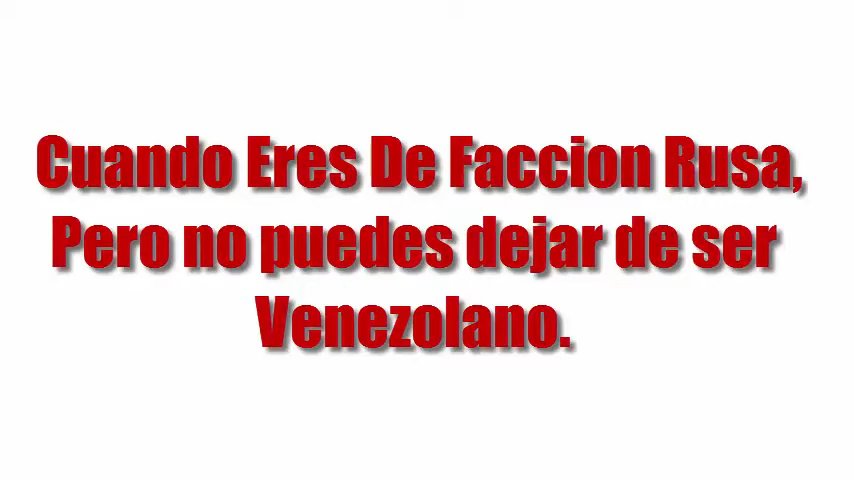 Cuando Eres De Faccion Rusa,
Pero no puedes dejar de ser
Venezolano.